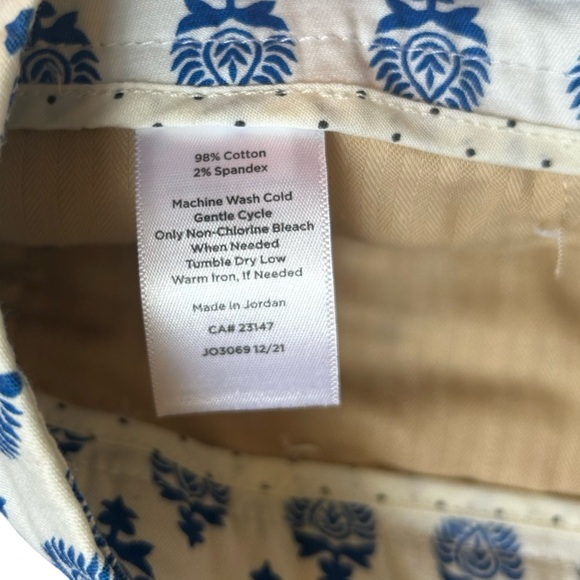 98% Cotton
2% Spandex
Machine Wash Cold
Gentle Cycle
Only Non-Chlorine Bleach
When Needed
Tumble Dry Low
Warm Iron, If Needed
Made in Jordan
CA# 23147
JO3069 12/21